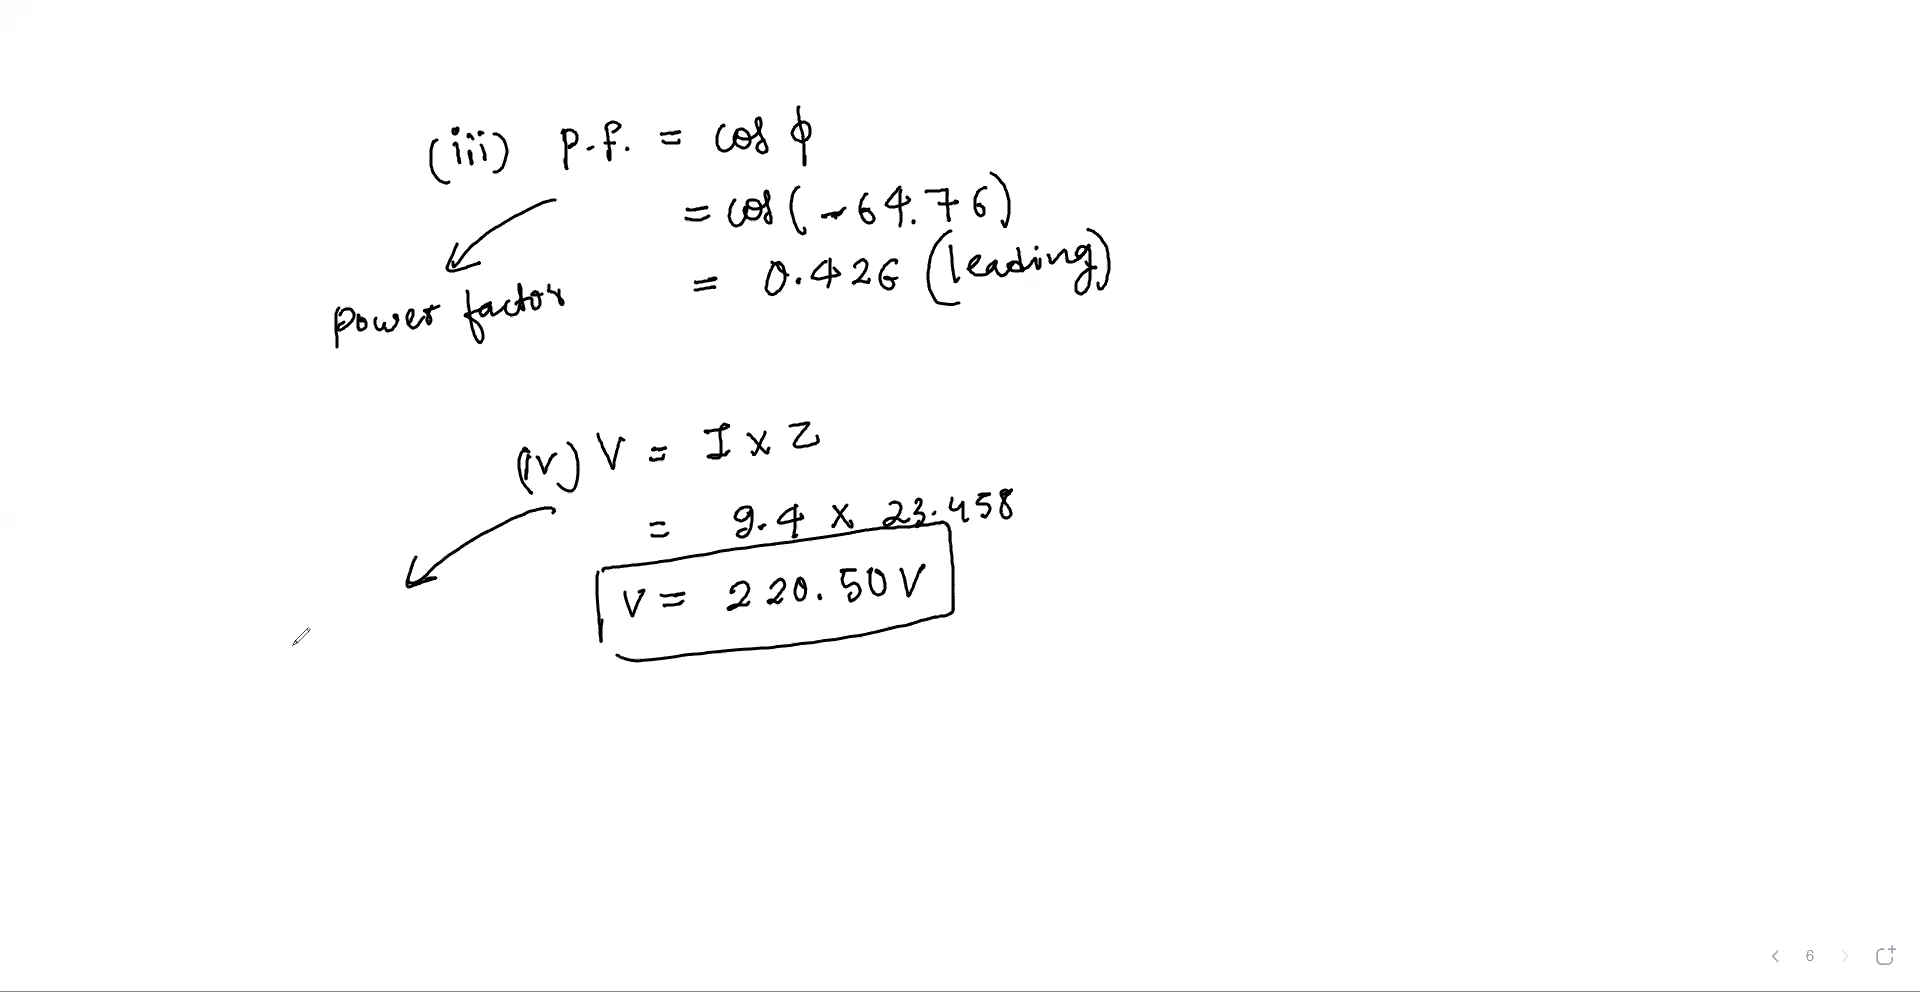 (iii) p.f. = cos ϕ
= cos(-64.76)
= 0.426 (leading)
Power factor
(iv) V = I x Z
= 9.4 x 23.458
V = 220.50 V
6